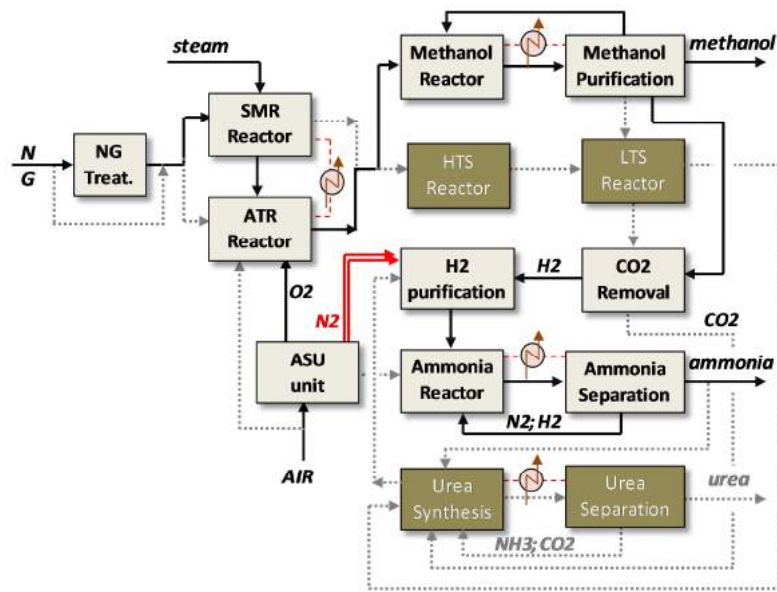 steam
SMR
Reactor
N
G
NG
Treat.
ATR
Reactor
O2
N2
ASU
unit
AIR
Methanol
Reactor
Methanol
Purification
methanol
HTS
Reactor
LTS
Reactor
H2
purification
H2
CO2
Removal
CO2
Ammonia
Reactor
Ammonia
Separation
ammonia
N2; H2
Urea
Synthesis
Urea
Separation
urea
NH3; CO2